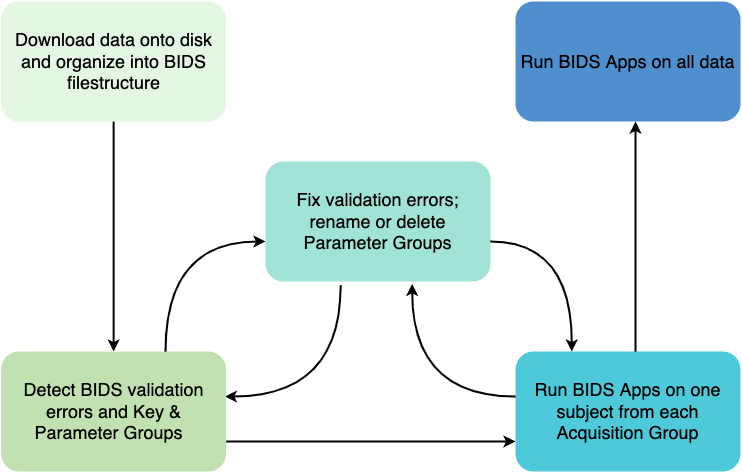 Download data onto disk
and organize into BIDS
filestructure
Run BIDS Apps on all data
Fix validation errors;
rename or delete
Parameter Groups
Detect BIDS validation
errors and Key &
Parameter Groups
Run BIDS Apps on one
subject from each
Acquisition Group